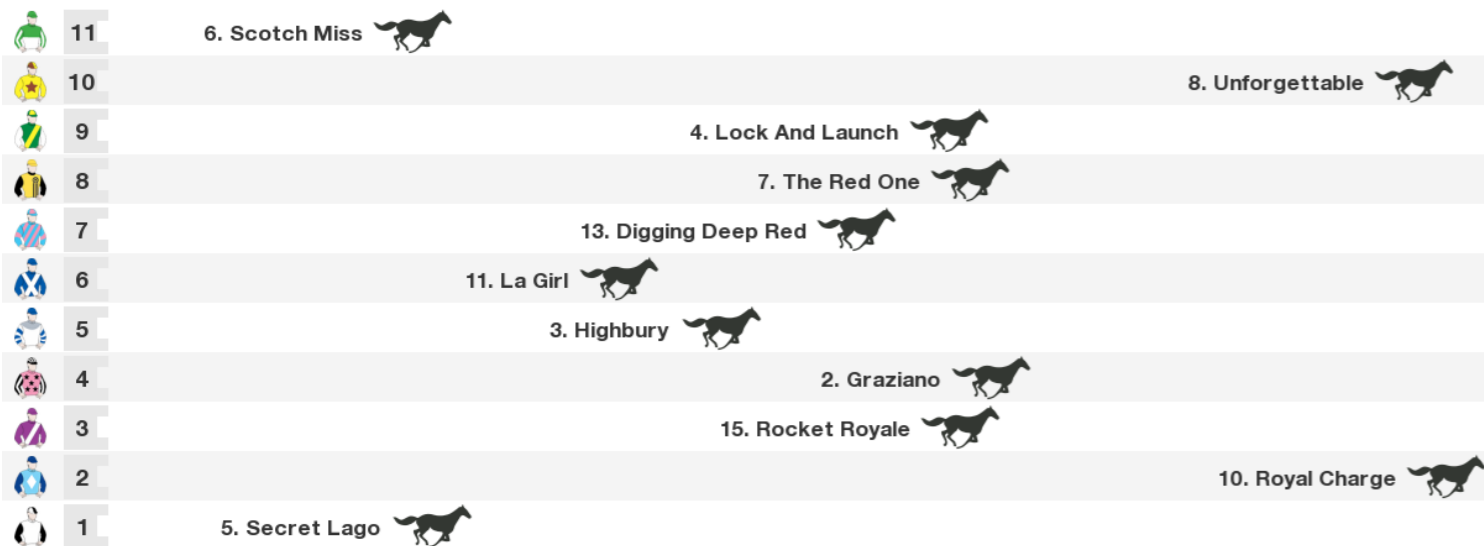 11 6. Scotch Miss
10 8. Unforgettable
9 4. Lock And Launch
8 7. The Red One
7 13. Digging Deep Red
6 11. La Girl
5 3. Highbury
4 2. Graziano
3 15. Rocket Royale
2 10. Royal Charge
1 5. Secret Lago